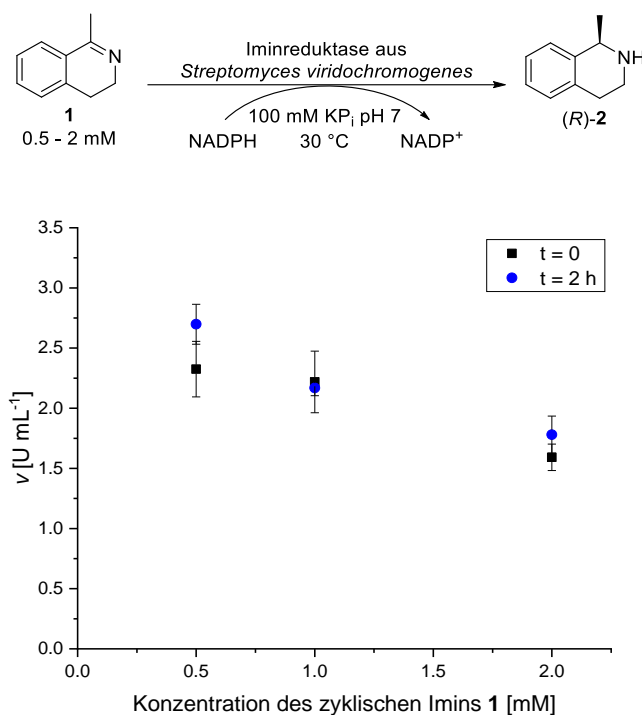 Iminreduktase aus
Streptomyces viridochromogenes
N
NH
1
0.5 - 2 mM
100 mM KPi pH 7
NADPH
30 °C
NADP+
(R)-2
3.5
3.0
2.5
2.0
1.5
1.0
0.5
0.0
v [U mL-1]
t = 0
t = 2 h
0.0 0.5 1.0 1.5 2.0
Konzentration des zyklischen Imins 1 [mM]